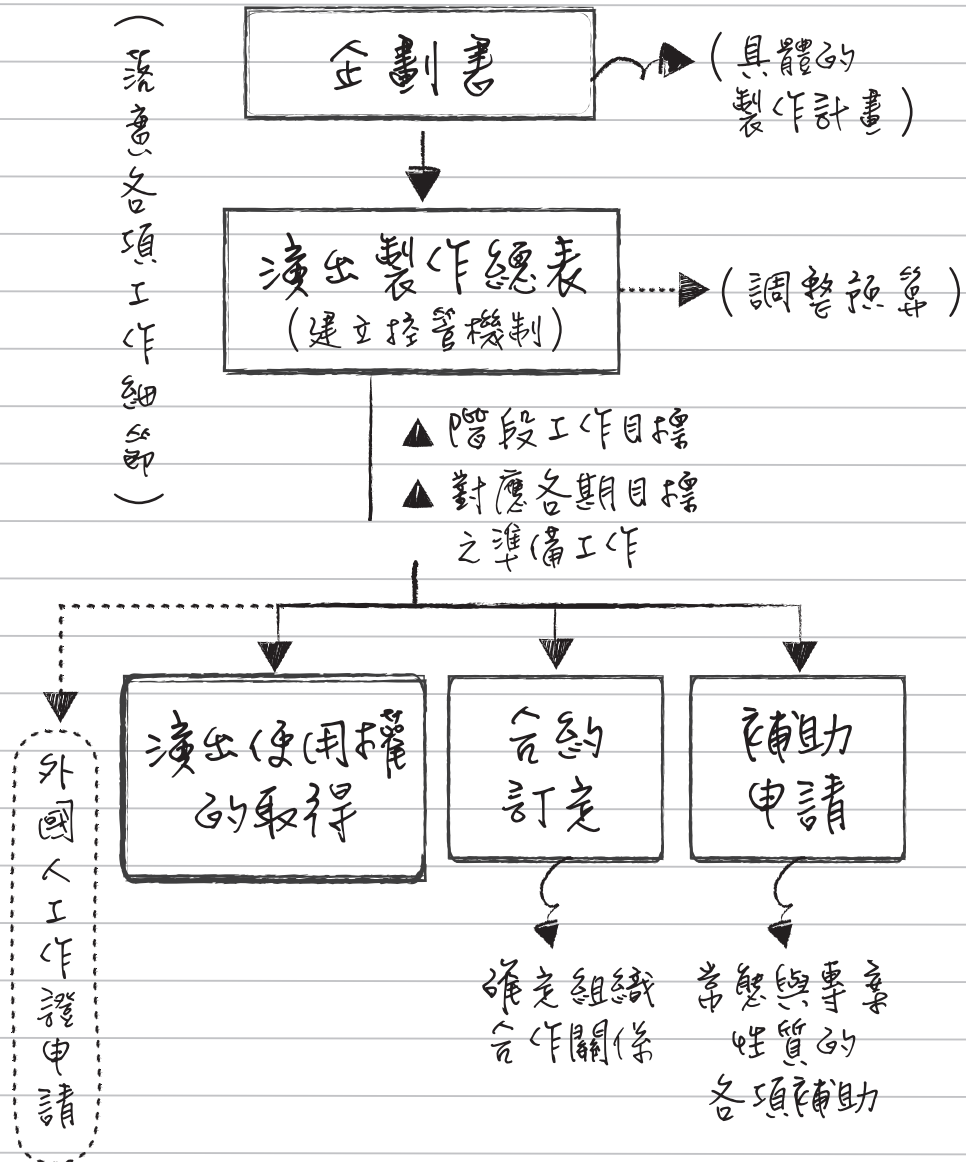 (落實各項工作細節)
企劃書
(具體的
製作計畫)
演出製作總表
(建立控管機制)
(調整預算)
▲階段工作目標
▲對應各期目標
之準備工作
外國人工作證申請
演出使用權
的取得
合約
訂定
補助
申請
確定組織
合作關係
常態與專案
性質的
各項補助